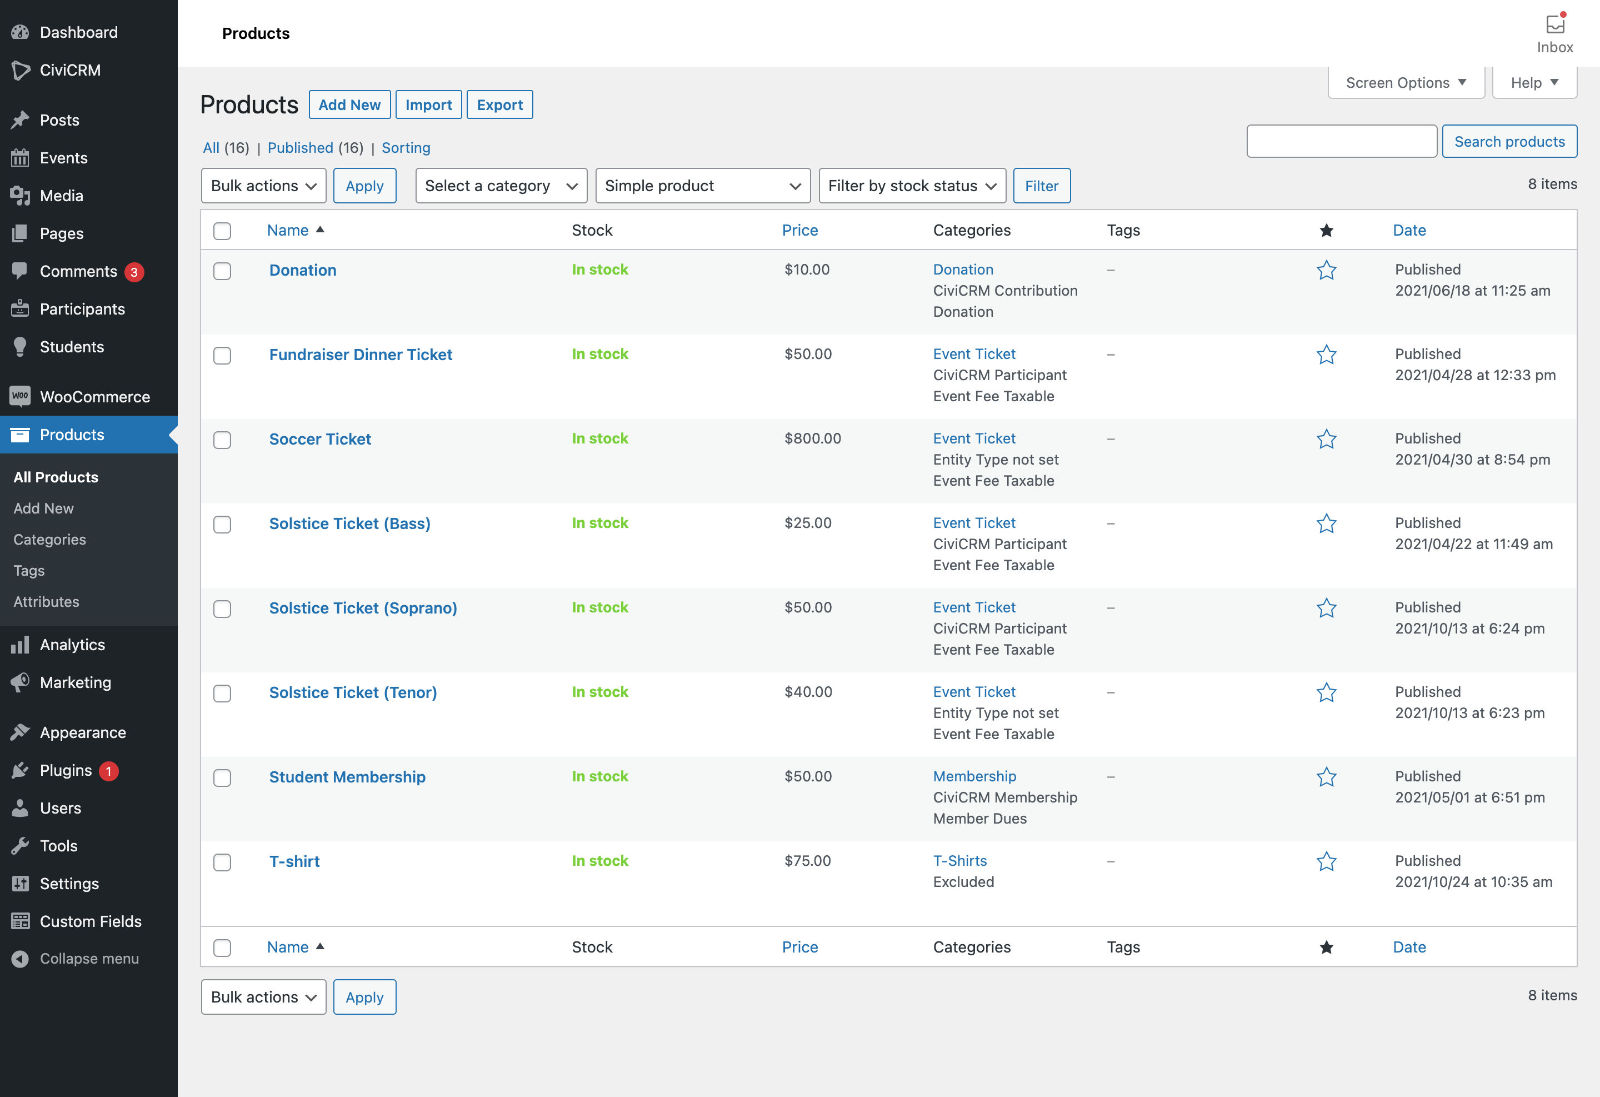 Dashboard
CiviCRM
Posts
Events
Media
Pages
Comments 3
Participants
Students
WOO WooCommerce
Products
All Products
Add New
Categories
Tags
Attributes
Analytics
Marketing
Appearance
Plugins 1
Users
Tools
Settings
Custom Fields
Collapse menu
Products
Inbox
Screen Options
Help
Products Add New Import Export
All (16) | Published (16) | Sorting
Search products
Bulk actions Apply Select a category Simple product Filter by stock status Filter
8 items
Name Stock Price Categories Tags Date
Donation In stock $10.00 Donation – Published
CiviCRM Contribution 2021/06/18 at 11:25 am
Donation
Fundraiser Dinner Ticket In stock $50.00 Event Ticket – Published
CiviCRM Participant 2021/04/28 at 12:33 pm
Event Fee Taxable
Soccer Ticket In stock $800.00 Event Ticket – Published
Entity Type not set 2021/04/30 at 8:54 pm
Event Fee Taxable
Solstice Ticket (Bass) In stock $25.00 Event Ticket – Published
CiviCRM Participant 2021/04/22 at 11:49 am
Event Fee Taxable
Solstice Ticket (Soprano) In stock $50.00 Event Ticket – Published
CiviCRM Participant 2021/10/13 at 6:24 pm
Event Fee Taxable
Solstice Ticket (Tenor) In stock $40.00 Event Ticket – Published
Entity Type not set 2021/10/13 at 6:23 pm
Event Fee Taxable
Student Membership In stock $50.00 Membership – Published
CiviCRM Membership 2021/05/01 at 6:51 pm
Member Dues
T-shirt In stock $75.00 T-Shirts – Published
Excluded 2021/10/24 at 10:35 am
Name Stock Price Categories Tags Date
Bulk actions Apply
8 items